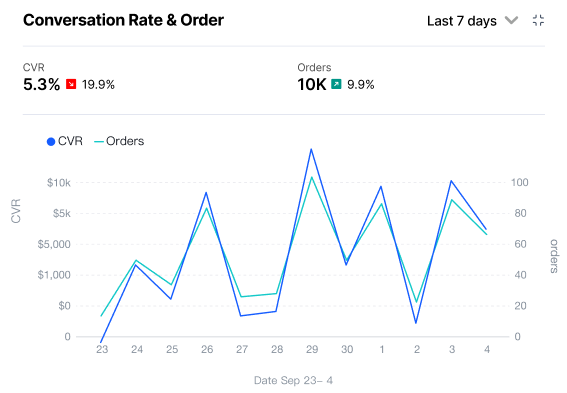 Conversation Rate & Order
Last 7 days
CVR
5.3% 19.9%
Orders
10K 9.9%
CVR Orders
$10k 100
$5k 80
$5,000 60
$1,000 40
$0 20
0 0
CVR
orders
23 24 25 26 27 28 29 30 1 2 3 4
Date Sep 23– 4